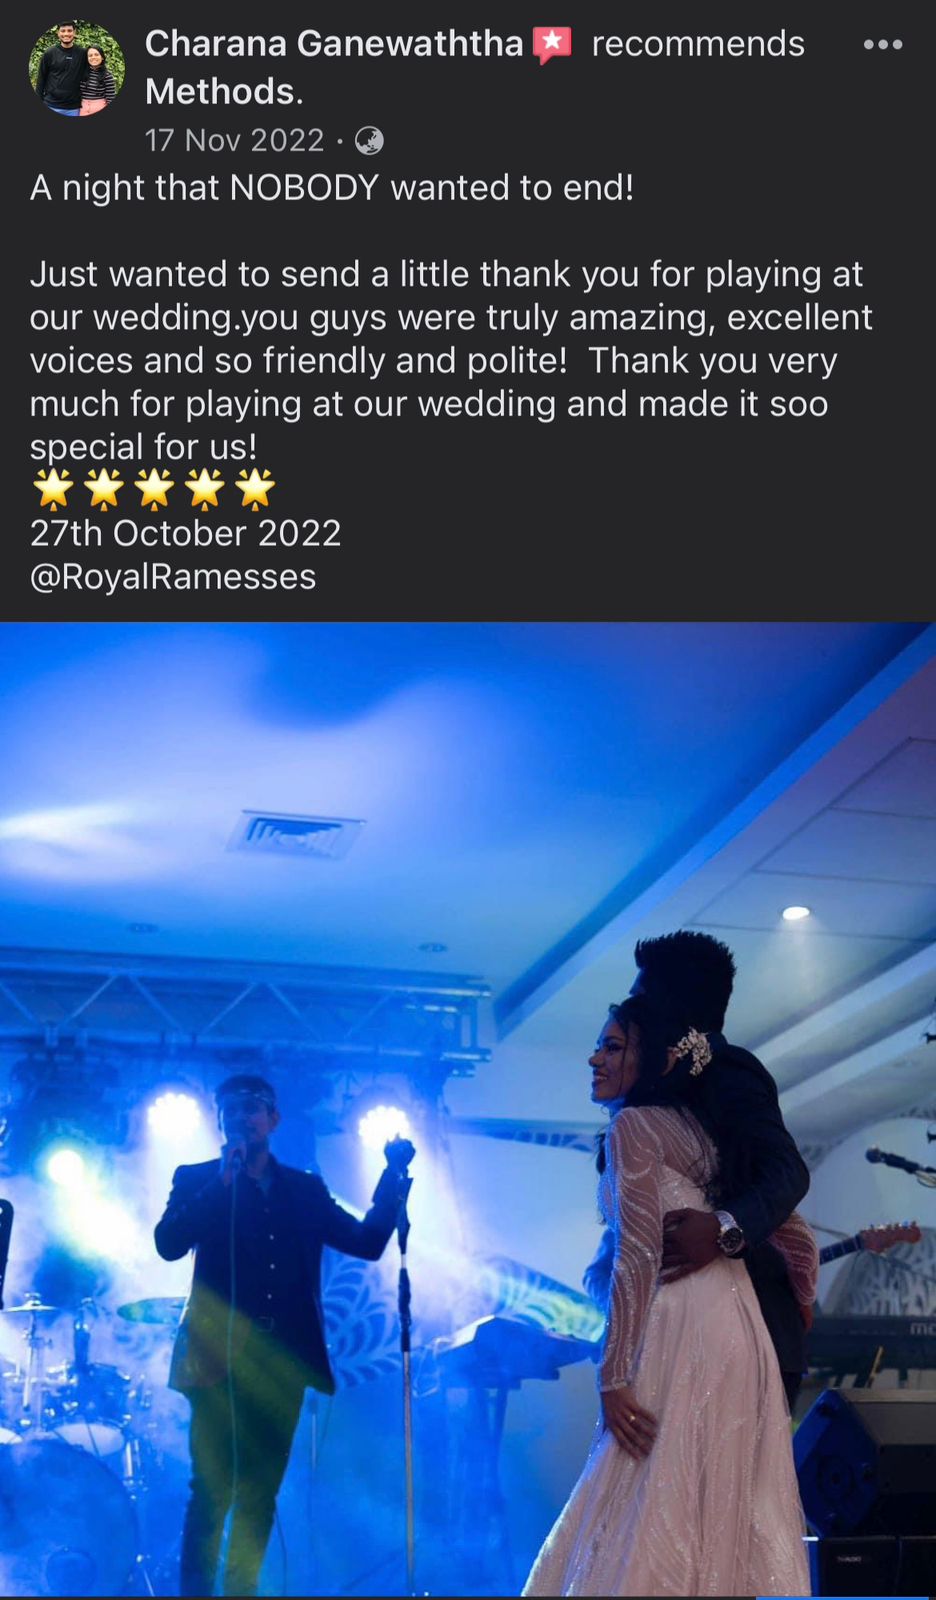 Charana Ganewaththa recommends
Methods.
17 Nov 2022 ·
A night that NOBODY wanted to end!
Just wanted to send a little thank you for playing at
our wedding.you guys were truly amazing, excellent
voices and so friendly and polite!  Thank you very
much for playing at our wedding and made it soo
special for us!
🌟🌟🌟🌟🌟
27th October 2022
@RoyalRamesses